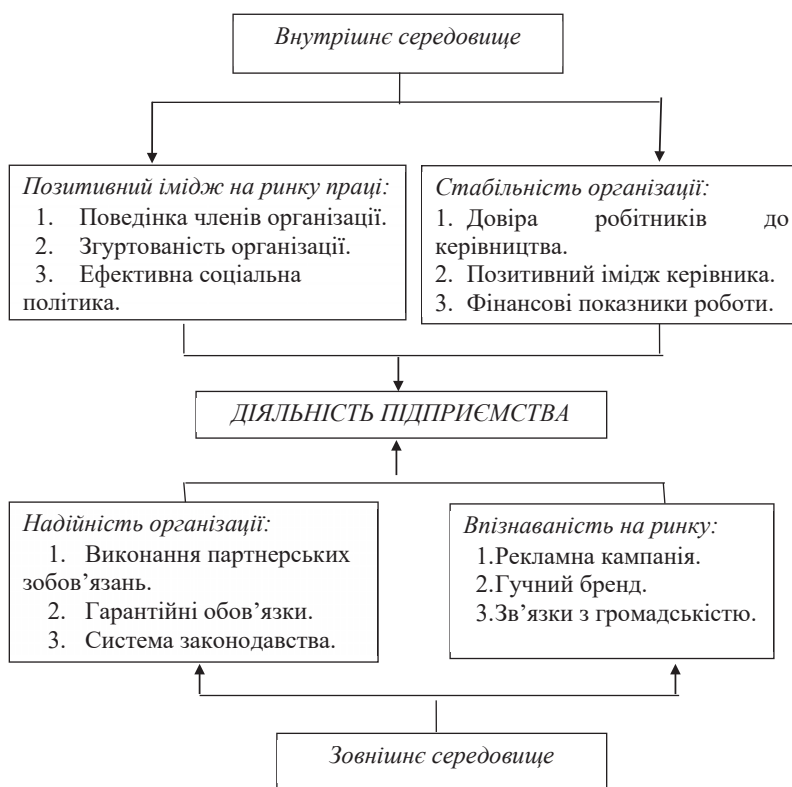 Внутрішнє середовище
Позитивний імідж на ринку праці:
1. Поведінка членів організації.
2. Згуртованість організації.
3. Ефективна соціальна
політика.
Стабільність організації:
1. Довіра робітників до
керівництва.
2. Позитивний імідж керівника.
3. Фінансові показники роботи.
ДІЯЛЬНІСТЬ ПІДПРИЄМСТВА
Надійність організації:
1. Виконання партнерських
зобов’язань.
2. Гарантійні обов’язки.
3. Система законодавства.
Впізнаваність на ринку:
1.Рекламна кампанія.
2.Гучний бренд.
3.Зв’язки з громадськістю.
Зовнішнє середовище